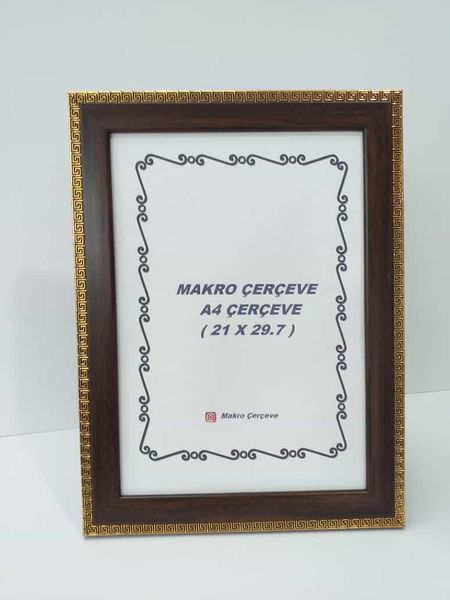 MAKRO ÇERÇEVE
A4 ÇERÇEVE
( 21 X 29.7 )
Makro Çerçeve